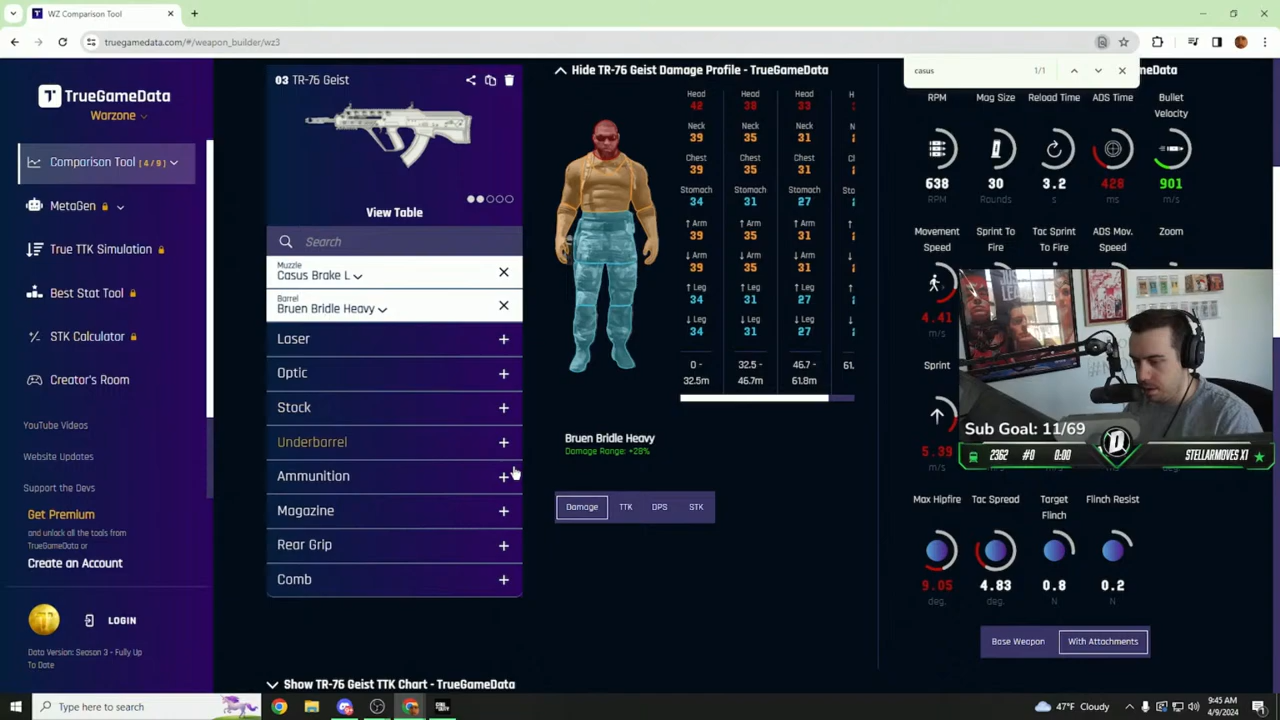 WZ Comparison Tool
truegamedata.com/#/weapon_builder/wz3
casus
1/1
TrueGameData
Warzone
Comparison Tool [4/9]
MetaGen
True TTK Simulation
Best Stat Tool
STK Calculator
Creator's Room
YouTube Videos
Website Updates
Support the Devs
Get Premium
and unlock all the tools from
TrueGameData or
Create an Account
LOGIN
Data Version: Season 3 - Fully Up
To Date
03 TR-76 Geist
View Table
Search
Muzzle
Casus Brake L
Barrel
Bruen Bridle Heavy
Laser
Optic
Stock
Underbarrel
Ammunition
Magazine
Rear Grip
Comb
Show TR-76 Geist TTK Chart - TrueGameData
Hide TR-76 Geist Damage Profile - TrueGameData
Head Head Head H
42 38 33
Neck Neck Neck
39 35 31
Chest Chest Chest
39 35 31
Stomach Stomach Stomach
34 31 27
↑ Arm ↑ Arm ↑ Arm
39 35 31
↓ Arm ↓ Arm ↓ Arm
39 35 31
↑ Leg ↑ Leg ↑ Leg
34 31 27
↓ Leg ↓ Leg ↓ Leg
34 31 27
0 - 32.5 - 46.7 - 61.
32.5m 46.7m 61.8m
Bruen Bridle Heavy
Damage Range: +28%
Damage TTK DPS STK
RPM Mag Size Reload Time ADS Time Bullet
Velocity
638 30 3.2 428 901
RPM Rounds s ms m/s
Movement Sprint To Tac Sprint ADS Mov. Zoom
Speed Fire To Fire Speed
4.41
m/s
Sprint
5.39
m/s
Sub Goal: 11/69
2362 #0 0:00 STELLARMOVES X1
Max Hipfire Tac Spread Target Flinch Resist
Flinch
9.05 4.83 0.8 0.2
deg. deg. N N
Base Weapon With Attachments
Type here to search
47°F Cloudy
9:45 AM
4/9/2024